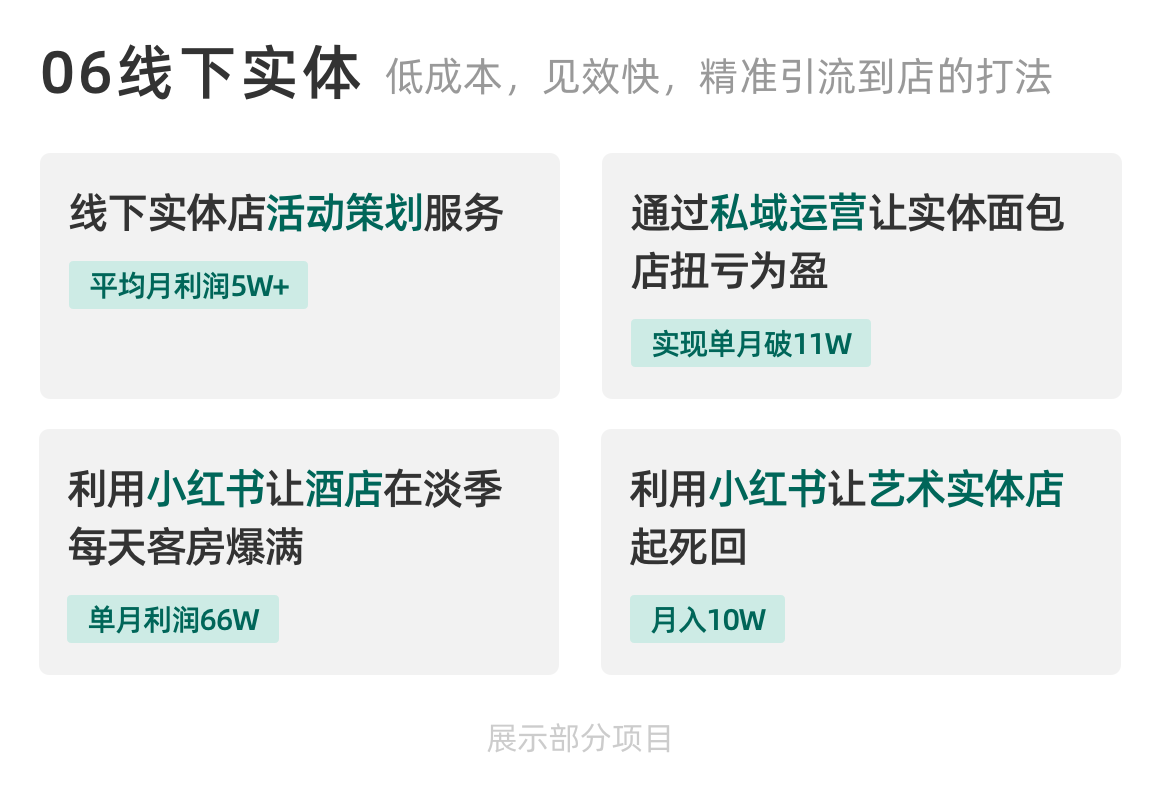 06线下实体 低成本，见效快，精准引流到店的打法
线下实体店活动策划服务
平均月利润5W+
通过私域运营让实体面包
店扭亏为盈
实现单月破11W
利用小红书让酒店在淡季
每天客房爆满
单月利润66W
利用小红书让艺术实体店
起死回
月入10W
展示部分项目